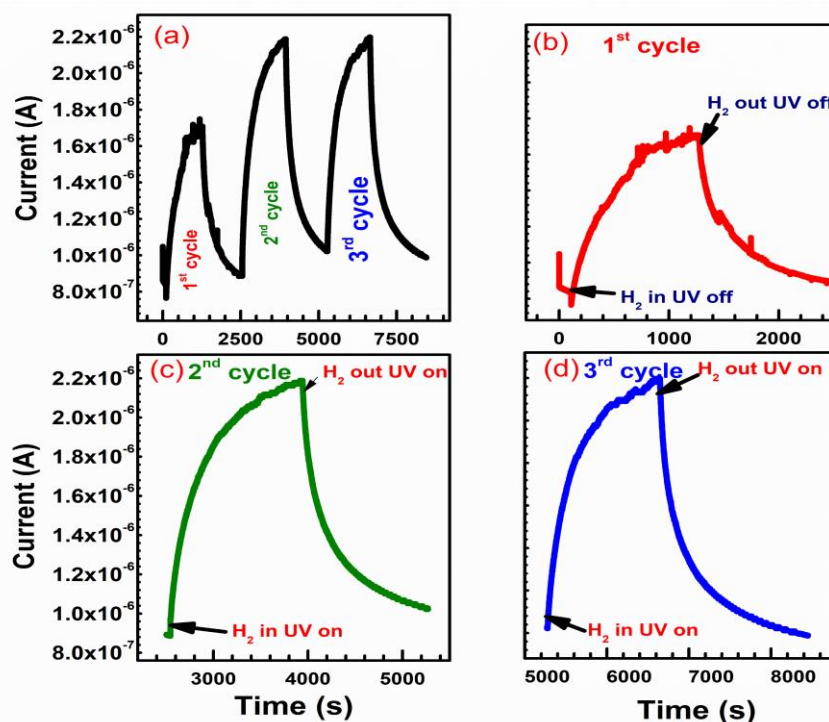 (a)
Current (A)
2.2x10⁻⁶
2.0x10⁻⁶
1.8x10⁻⁶
1.6x10⁻⁶
1.4x10⁻⁶
1.2x10⁻⁶
1.0x10⁻⁶
8.0x10⁻⁷
1ˢᵗ cycle
2ⁿᵈ cycle
3ʳᵈ cycle
0 2500 5000 7500
(b)
1ˢᵗ cycle
H₂ out UV off
H₂ in UV off
0 1000 2000
(c)
2ⁿᵈ cycle
Current (A)
2.2x10⁻⁶
2.0x10⁻⁶
1.8x10⁻⁶
1.6x10⁻⁶
1.4x10⁻⁶
1.2x10⁻⁶
1.0x10⁻⁶
8.0x10⁻⁷
H₂ out UV on
H₂ in UV on
3000 4000 5000
Time (s)
(d)
3ʳᵈ cycle
H₂ out UV on
H₂ in UV on
5000 6000 7000 8000
Time (s)